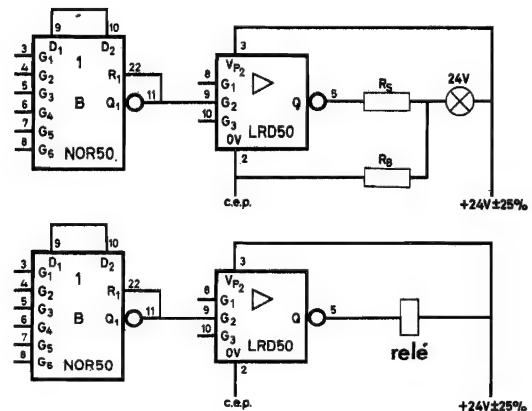 9 10
D1 D2
3 G1
4 G2
5 G3
6 G4
7 G5
8 G6
1
B
R1 22
Q1 11
NOR50
3
VP2
8 G1
9 G2
10 G3
Q 6
0V LRD50
2
RS
24V
RB
c.e.p.
+24V±25%
9 10
D1 D2
3 G1
4 G2
5 G3
6 G4
7 G5
8 G6
1
B
R1 22
Q1 11
NOR50
3
VP2
8 G1
9 G2
10 G3
Q 5
0V LRD50
2
relé
c.e.p.
+24V±25%